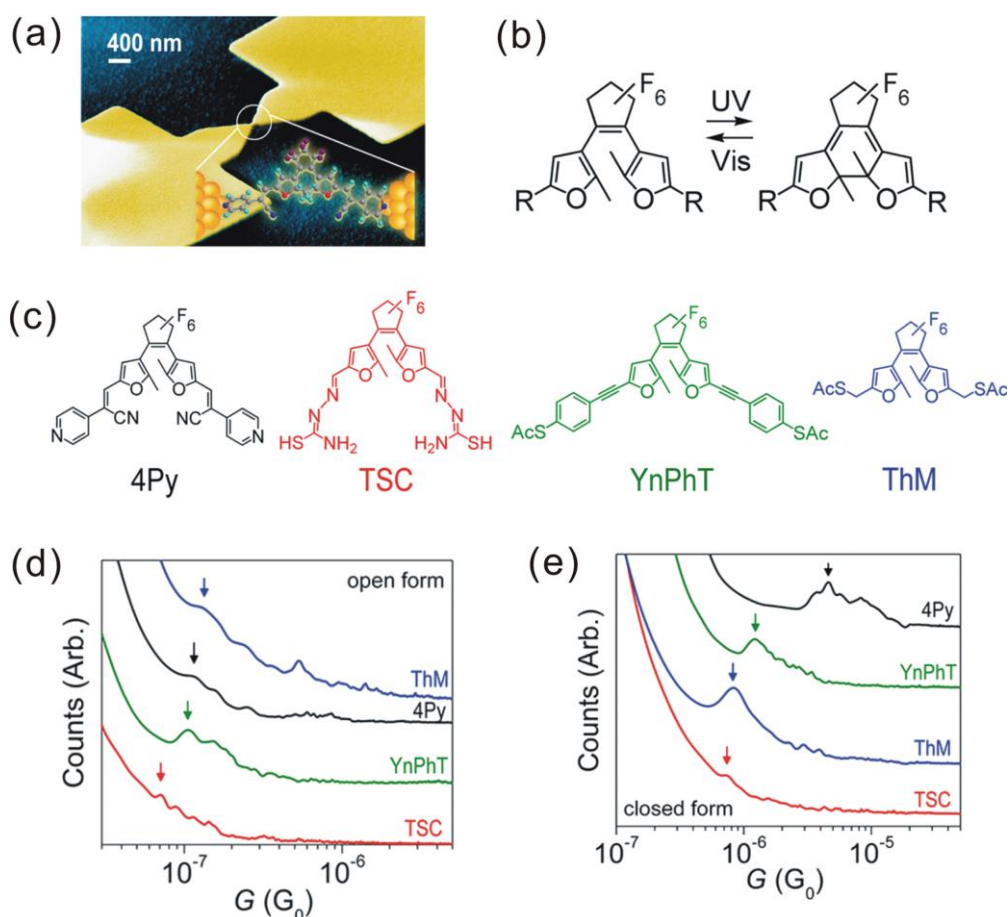 (a)
400 nm
(b)
F6
F6
UV
Vis
R
O
O
R
R
O
O
R
(c)
F6
O
O
CN
NC
N
N
4Py
F6
O
O
N
N
N
N
HS
NH2
H2N
SH
TSC
F6
O
O
AcS
SAc
YnPhT
F6
AcS
O
O
SAc
ThM
(d)
Counts (Arb.)
open form
ThM
4Py
YnPhT
TSC
10-7
10-6
G (G0)
(e)
Counts (Arb.)
4Py
YnPhT
ThM
TSC
closed form
10-7
10-6
10-5
G (G0)